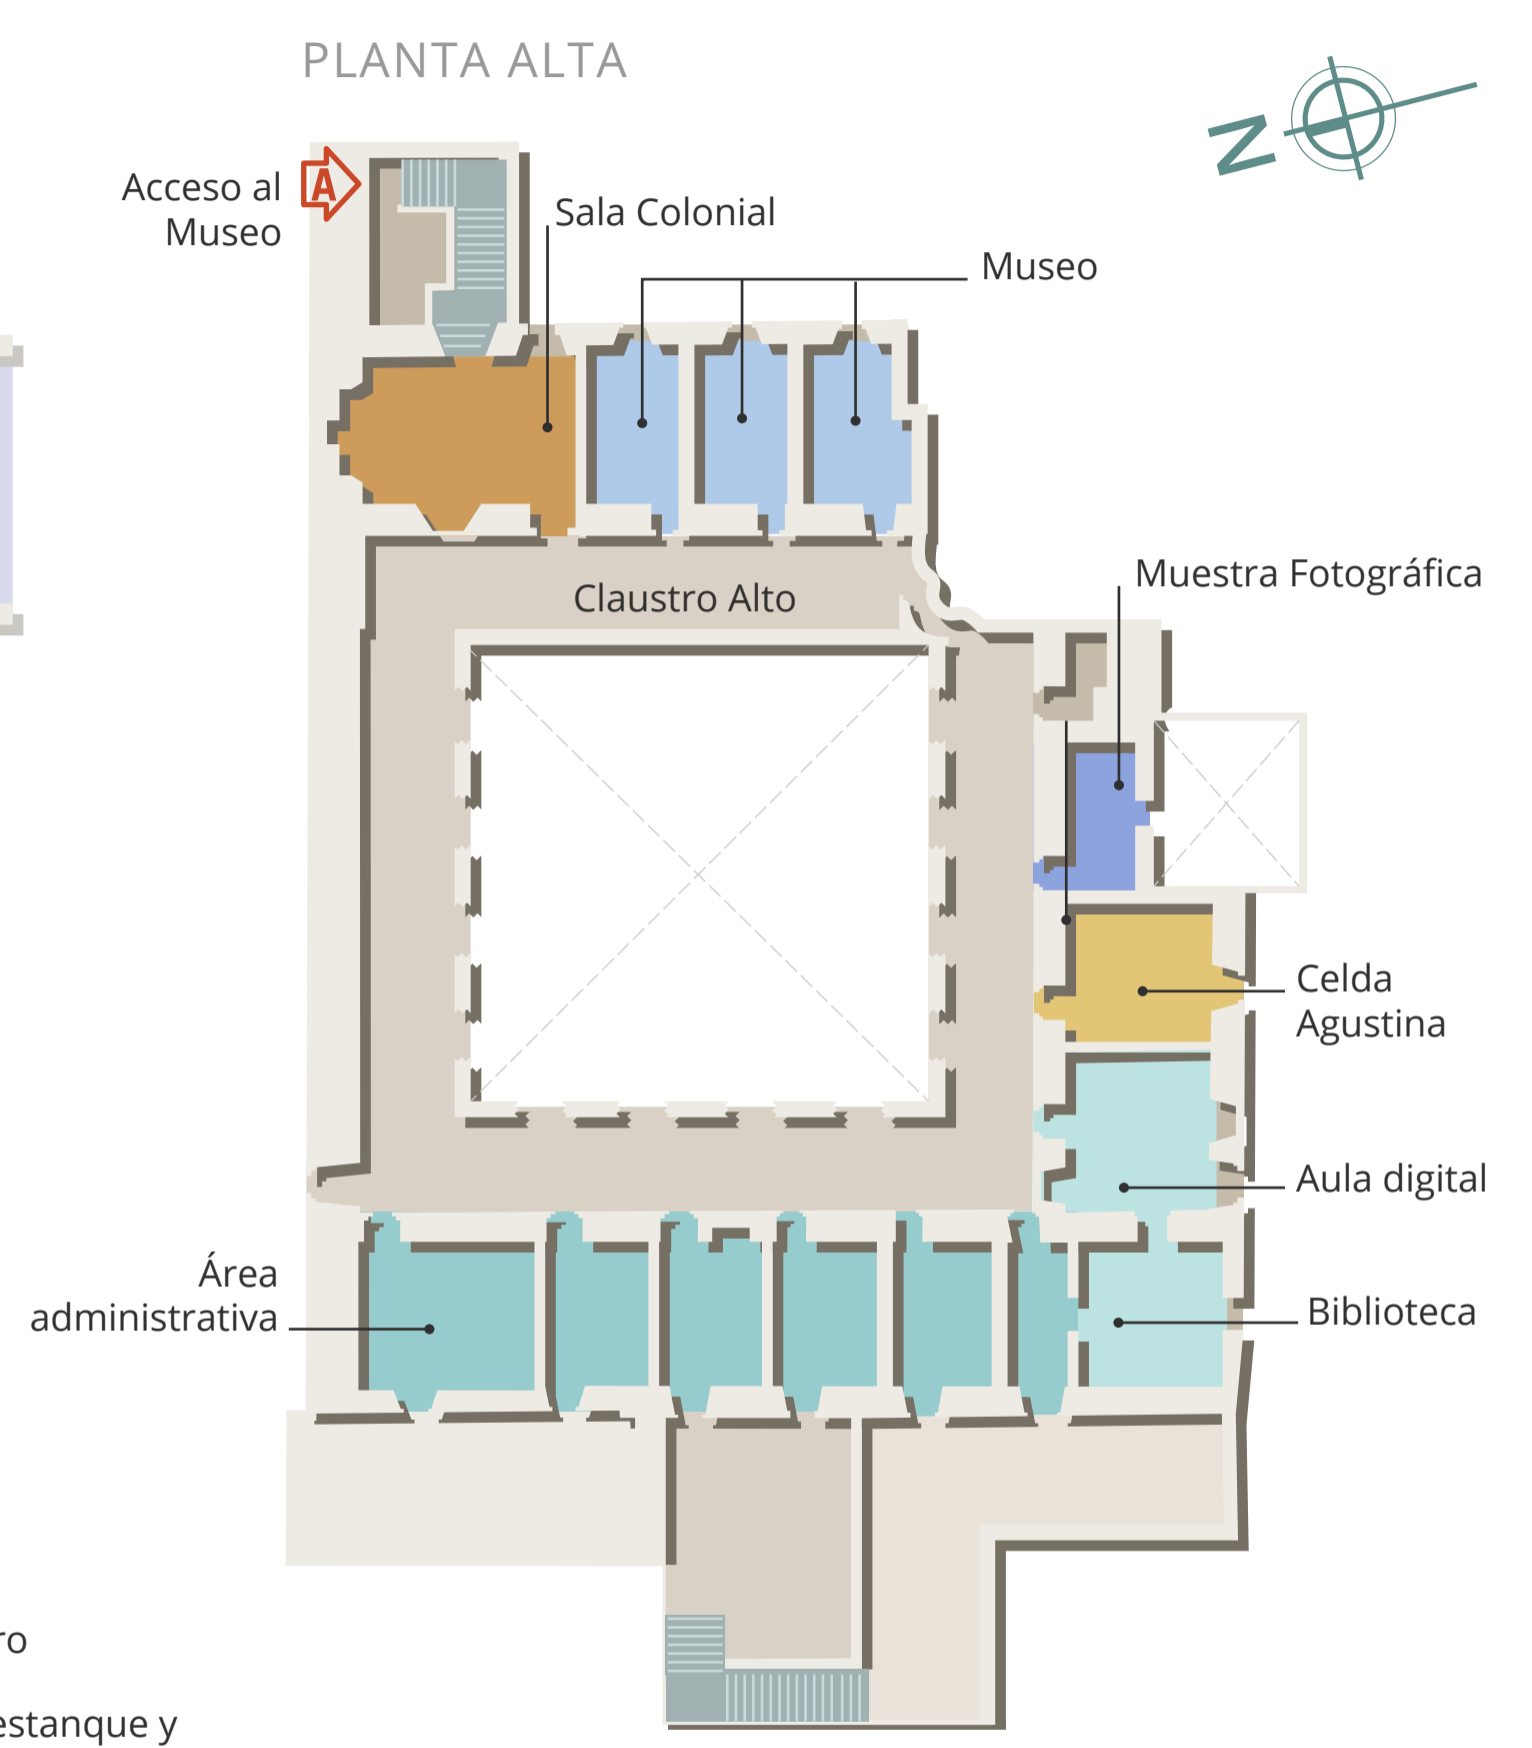 PLANTA ALTA
N
Acceso al
Museo
A
Sala Colonial
Museo
Muestra Fotográfica
Claustro Alto
Celda
Agustina
Aula digital
Área
administrativa
Biblioteca
ro
estanque y